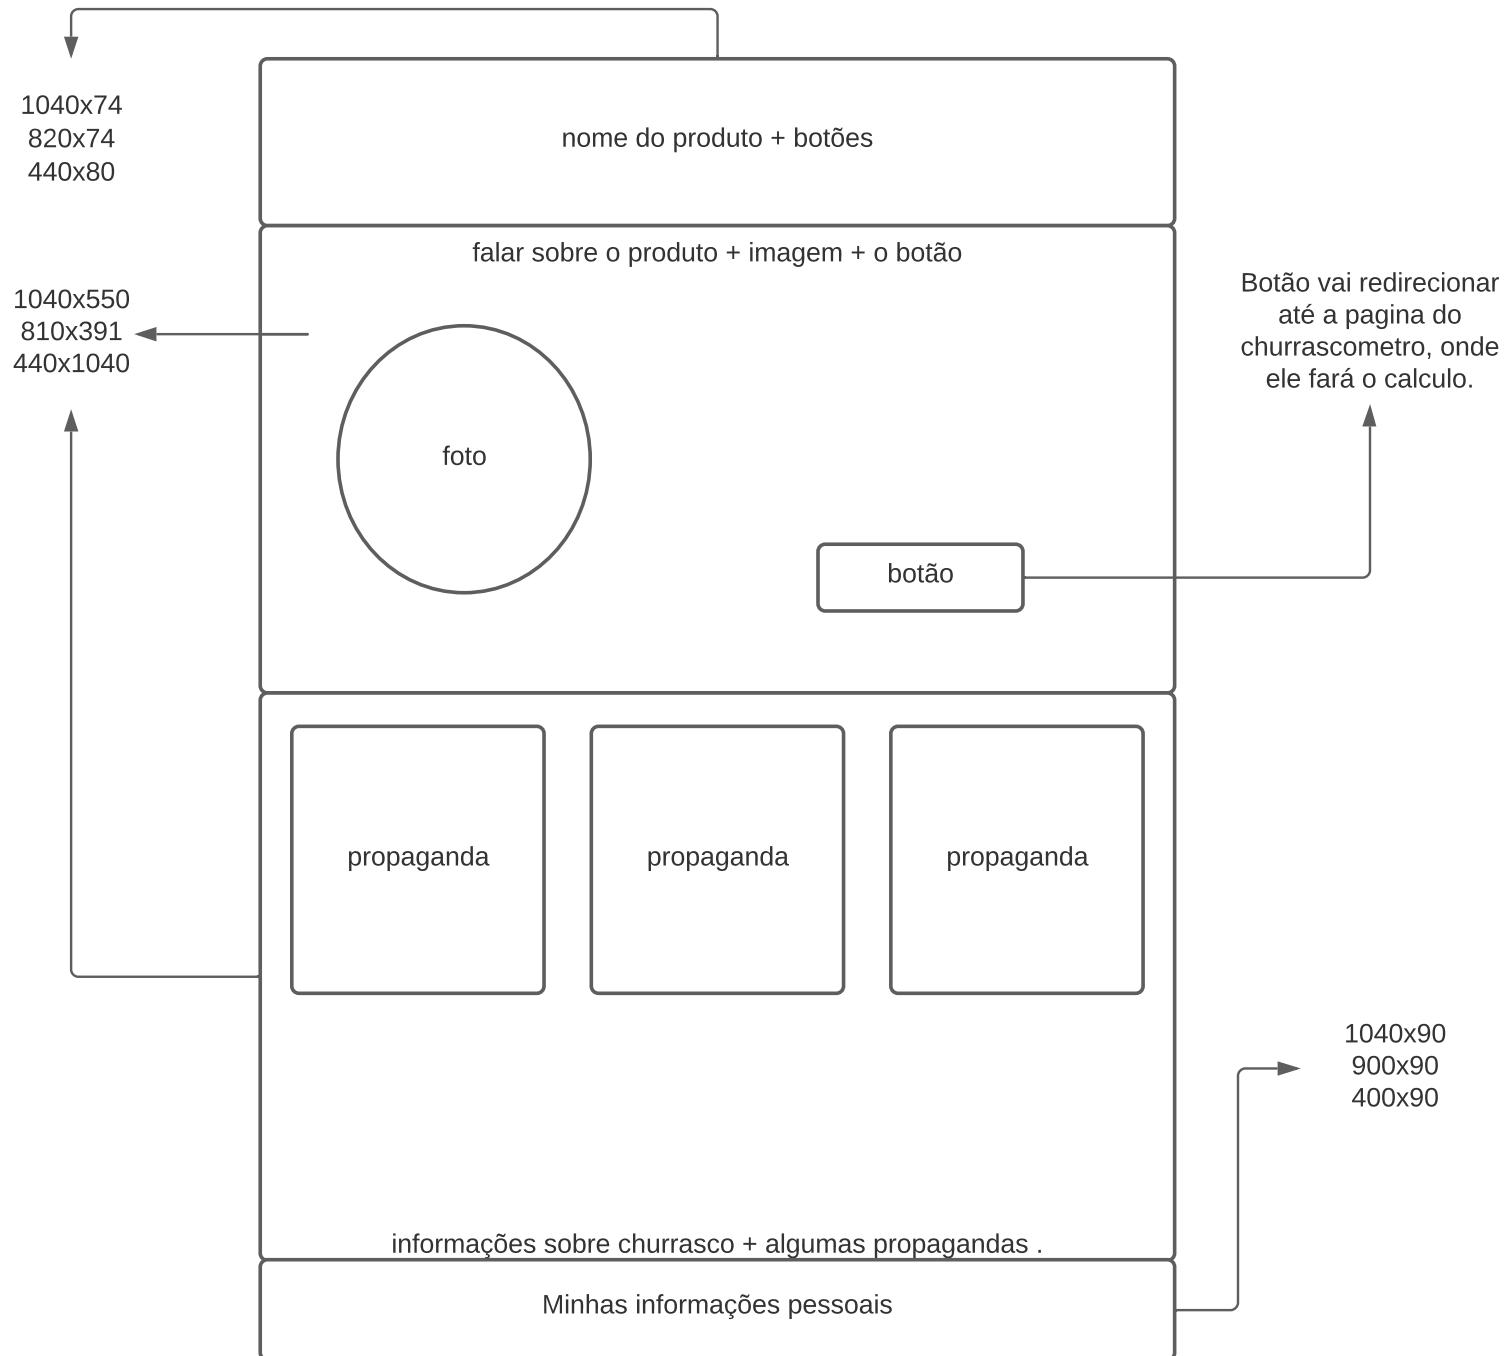 1040x74
820x74
440x80
nome do produto + botões
falar sobre o produto + imagem + o botão
1040x550
810x391
440x1040
Botão vai redirecionar
até a pagina do
churrascometro, onde
ele fará o calculo.
foto
botão
propaganda
propaganda
propaganda
1040x90
900x90
400x90
informações sobre churrasco + algumas propagandas .
Minhas informações pessoais